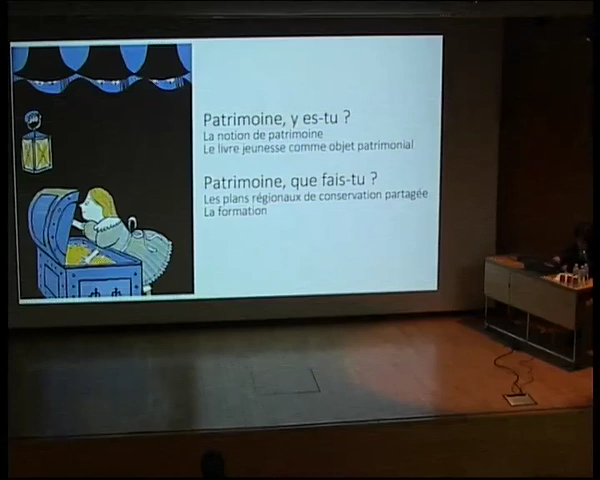 Patrimoine, y es-tu ?
La notion de patrimoine
Le livre jeunesse comme objet patrimonial
Patrimoine, que fais-tu ?
Les plans régionaux de conservation partagée
La formation